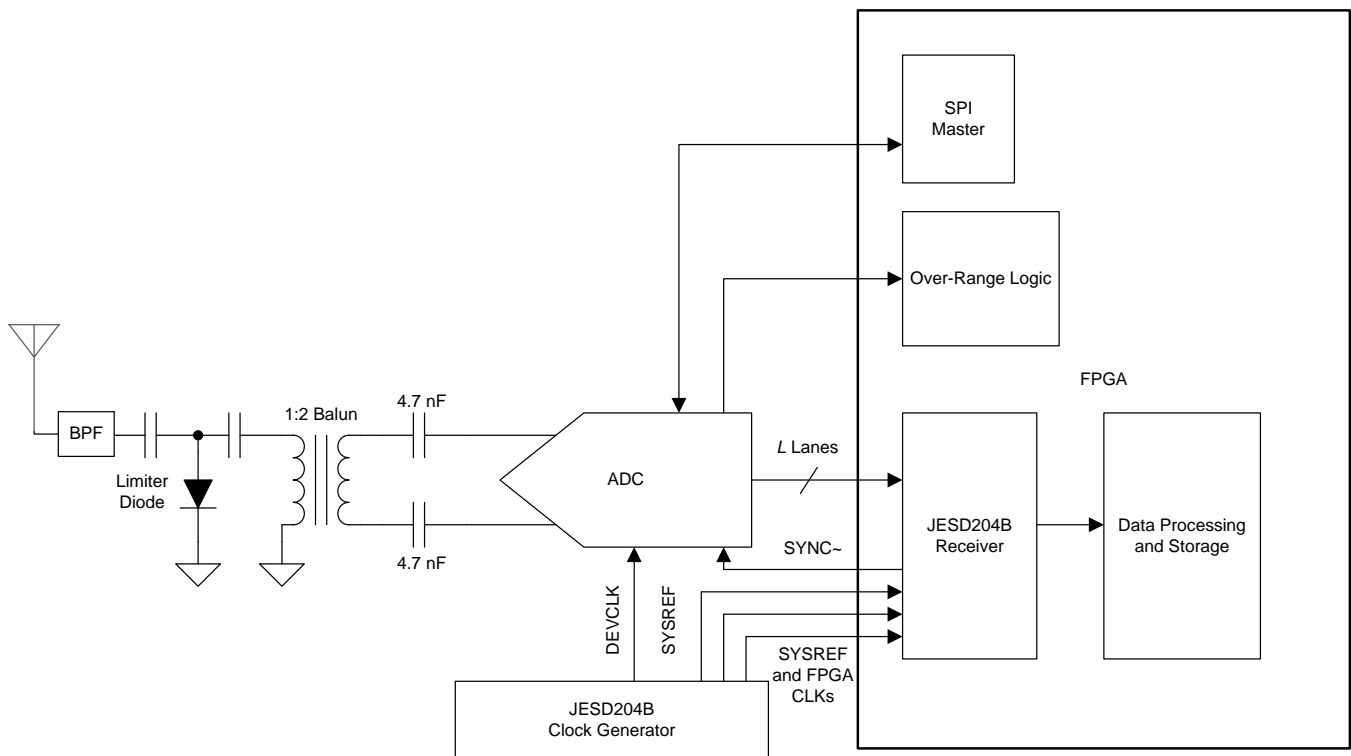 SPI
Master
Over-Range Logic
FPGA
4.7 nF
1:2 Balun
BPF
Limiter
Diode
ADC
L Lanes
4.7 nF
SYNC~
JESD204B
Receiver
Data Processing
and Storage
DEVCLK
SYSREF
SYSREF
and FPGA
CLKs
JESD204B
Clock Generator